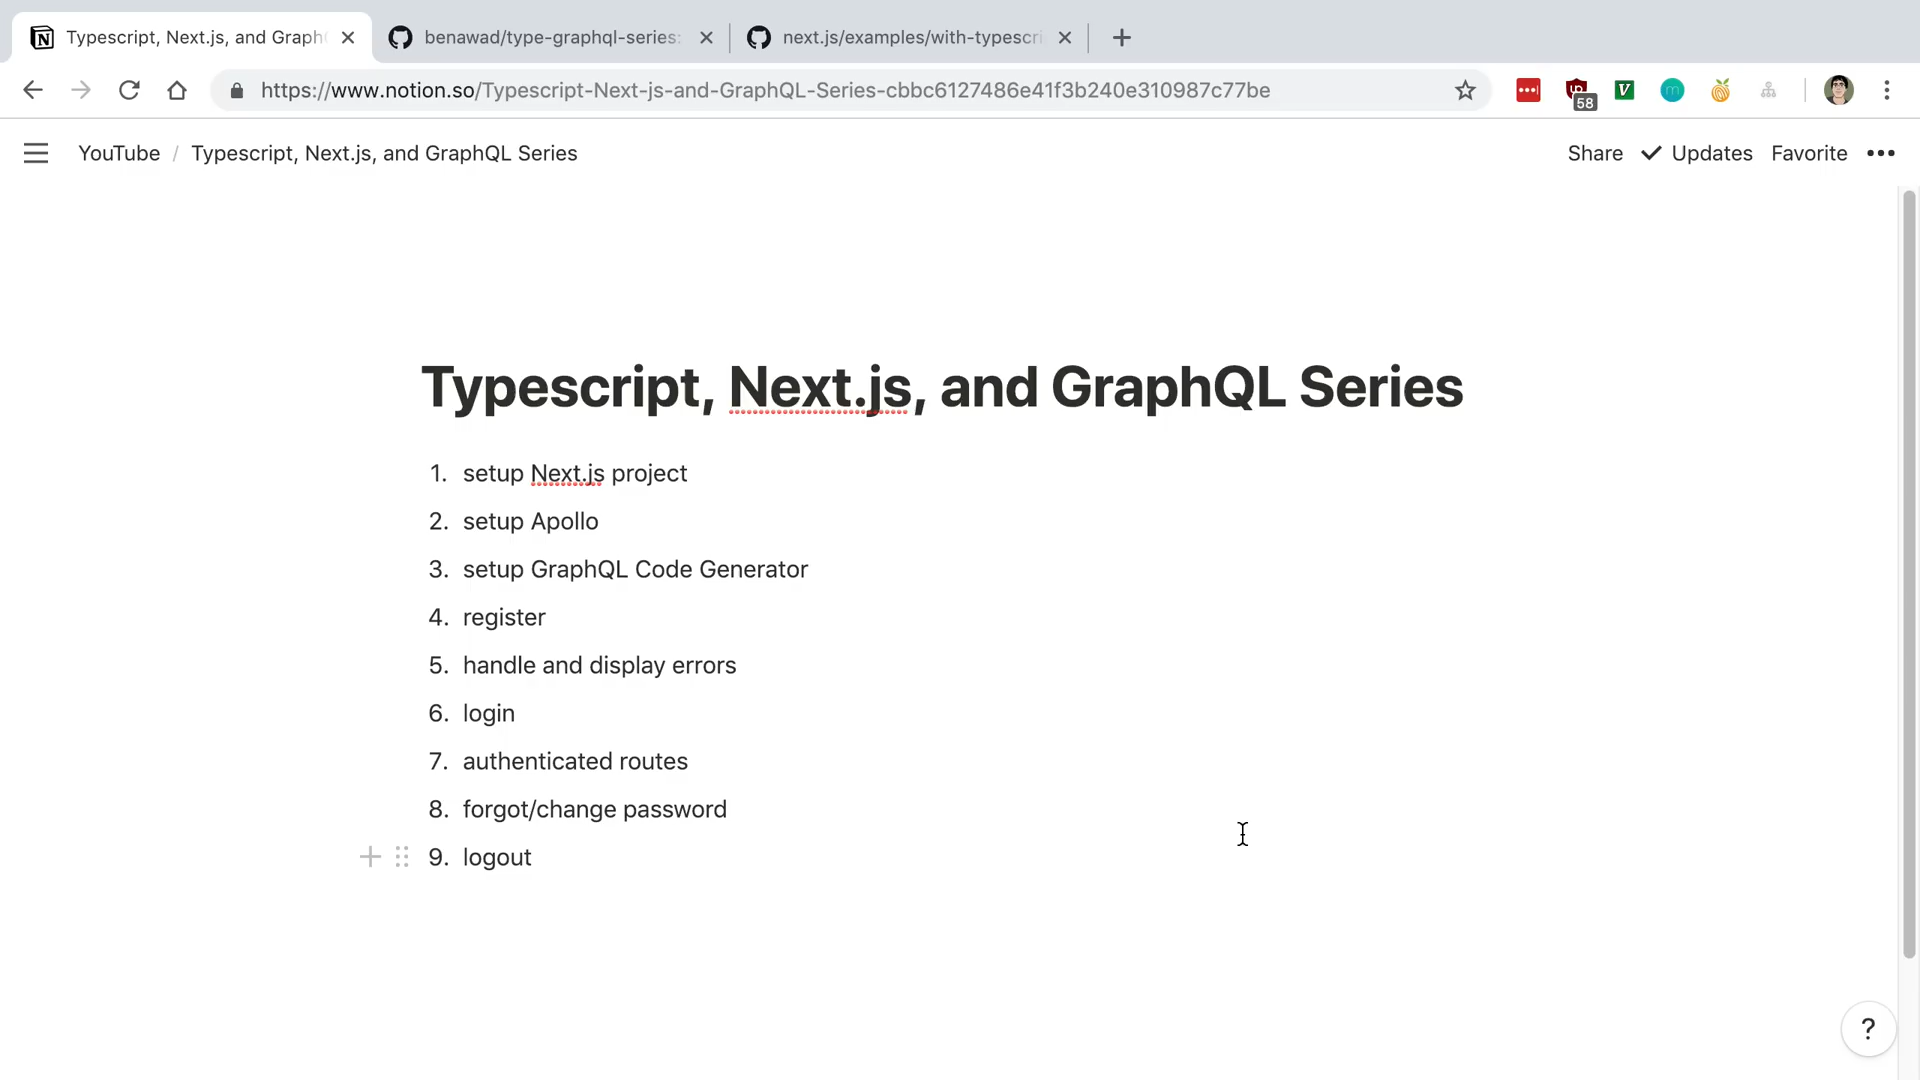 Typescript, Next.js, and Graph
benawad/type-graphql-series:
next.js/examples/with-typescri
https://www.notion.so/Typescript-Next-js-and-GraphQL-Series-cbbc6127486e41f3b240e310987c77be
58
V
m
YouTube / Typescript, Next.js, and GraphQL Series
Share
Updates
Favorite
Typescript, Next.js, and GraphQL Series
1. setup Next.js project
2. setup Apollo
3. setup GraphQL Code Generator
4. register
5. handle and display errors
6. login
7. authenticated routes
8. forgot/change password
9. logout
?